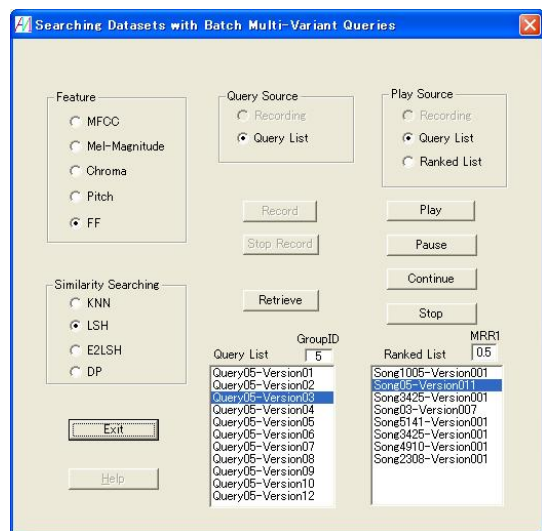 Searching Datasets with Batch Multi-Variant Queries
Feature
MFCC
Mel-Magnitude
Chroma
Pitch
FF
Query Source
Recording
Query List
Play Source
Recording
Query List
Ranked List
Record
Stop Record
Retrieve
Play
Pause
Continue
Stop
Similarity Searching
KNN
LSH
E2LSH
DP
Exit
Help
GroupID
Query List 5
Query05-Version01
Query05-Version02
Query05-Version03
Query05-Version04
Query05-Version05
Query05-Version06
Query05-Version07
Query05-Version08
Query05-Version09
Query05-Version10
Query05-Version12
MRR1
Ranked List 0.5
Song1005-Version001
Song05-Version011
Song3425-Version001
Song03-Version007
Song5141-Version001
Song3425-Version001
Song4910-Version001
Song2308-Version001